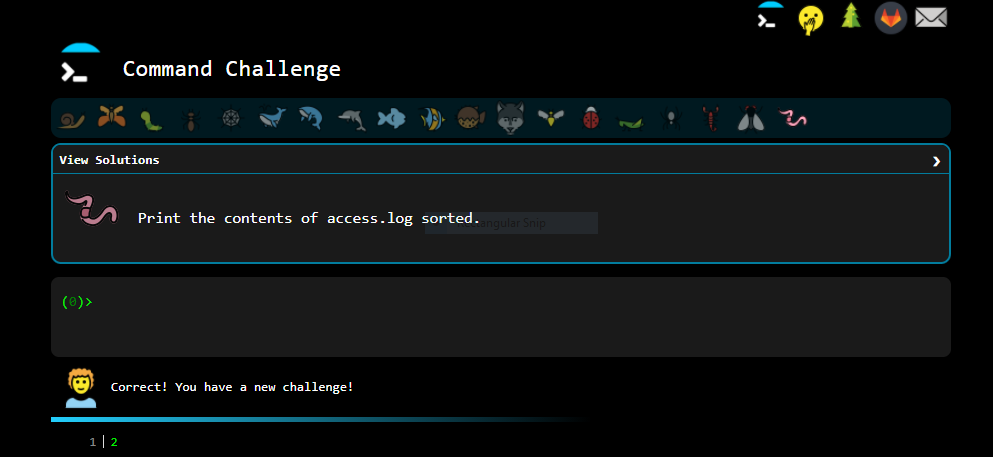 Command Challenge
View Solutions
Print the contents of access.log sorted.
Rectangular Snip
(0)>
Correct! You have a new challenge!
1 | 2